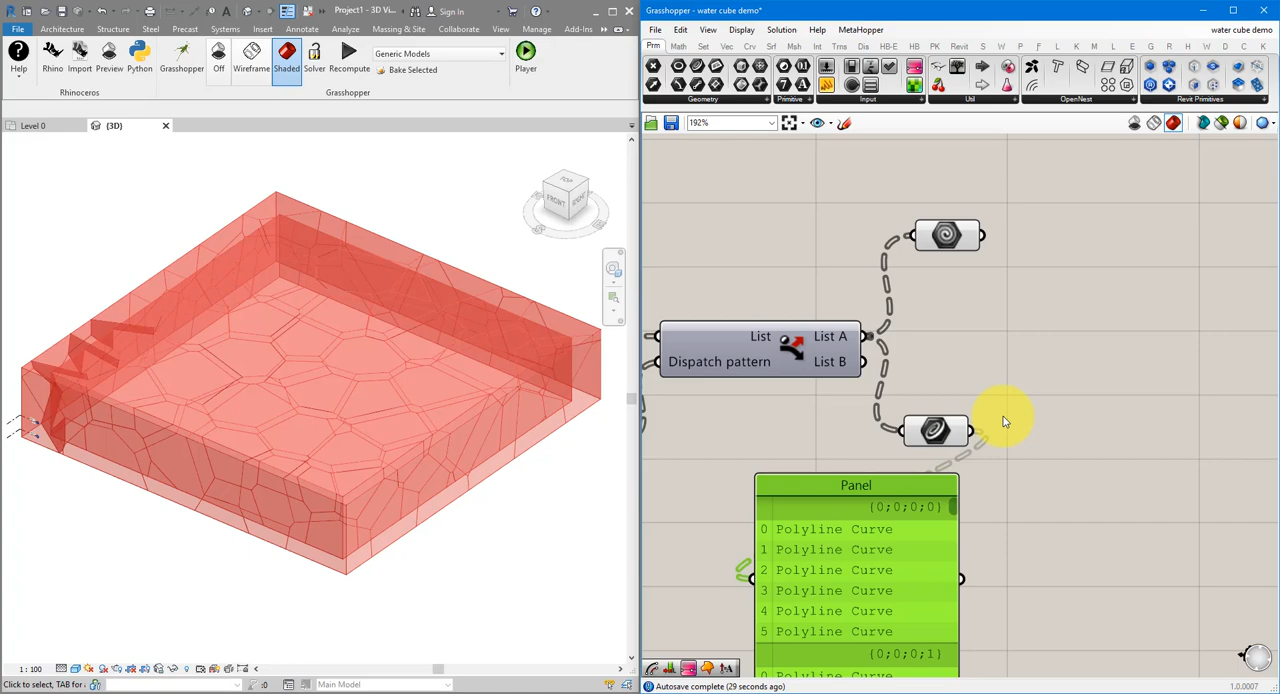 Project1 - 3D Vi...
Sign In
File Architecture Structure Steel Precast Systems Insert Annotate Analyze Massing & Site Collaborate View Manage Add-Ins
Help Rhino Import Preview Python Grasshopper Off Wireframe Shaded Solver Recompute
Generic Models
Bake Selected
Player
Rhinoceros
Grasshopper
Level 0
(3D)
TOP
FRONT
1 : 100
Click to select, TAB for
:0
Main Model
Grasshopper - water cube demo*
File Edit View Display Solution Help MetaHopper
water cube demo*
Prm Math Set Vec Crv Srf Mah Int Trns Dis HB-E HB PK Revit S W P F L K M L E G R H W D C K
Geometry
Primitive
Input
Util
OpenNest
Revit Primitives
192%
List
List A
Dispatch pattern
List B
Panel
{0;0;0;0}
0 Polyline Curve
1 Polyline Curve
2 Polyline Curve
3 Polyline Curve
4 Polyline Curve
5 Polyline Curve
{0;0;0;1}
Autosave complete (29 seconds ago)
1.0.0007